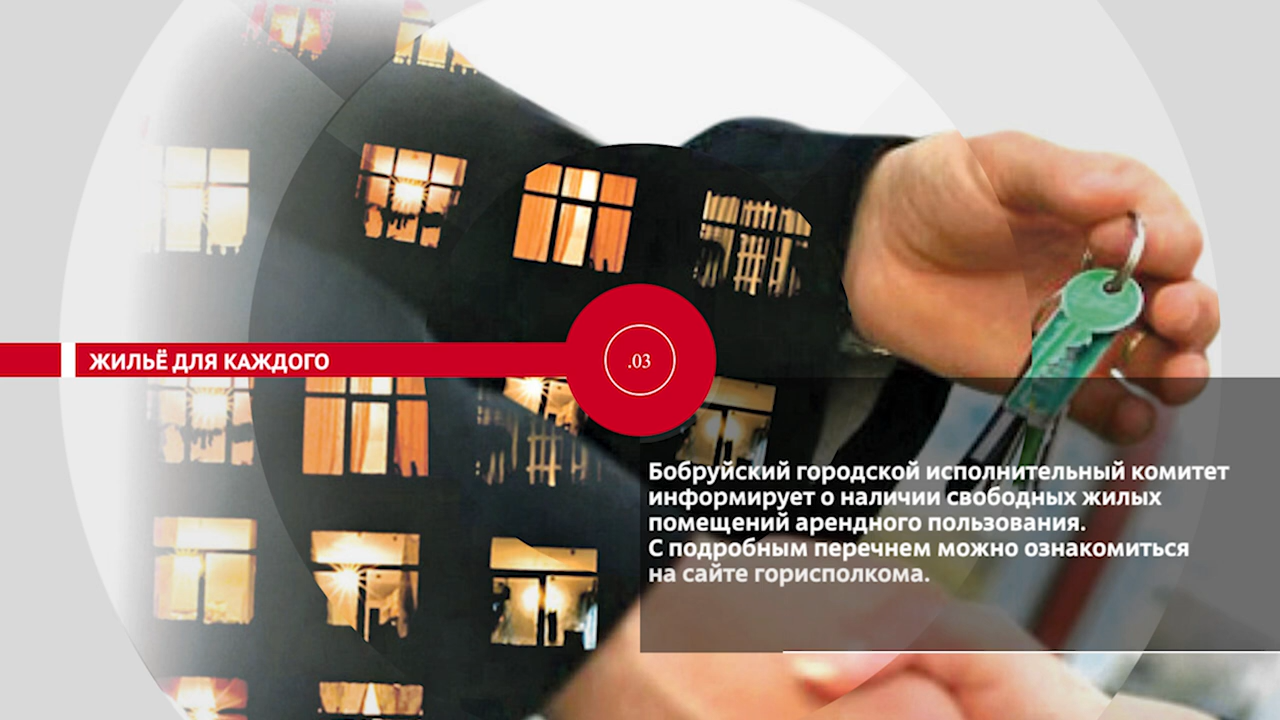 ЖИЛЬЁ ДЛЯ КАЖДОГО
.03
Бобруйский городской исполнительный комитет
информирует о наличии свободных жилых
помещений арендного пользования.
С подробным перечнем можно ознакомиться
на сайте горисполкома.